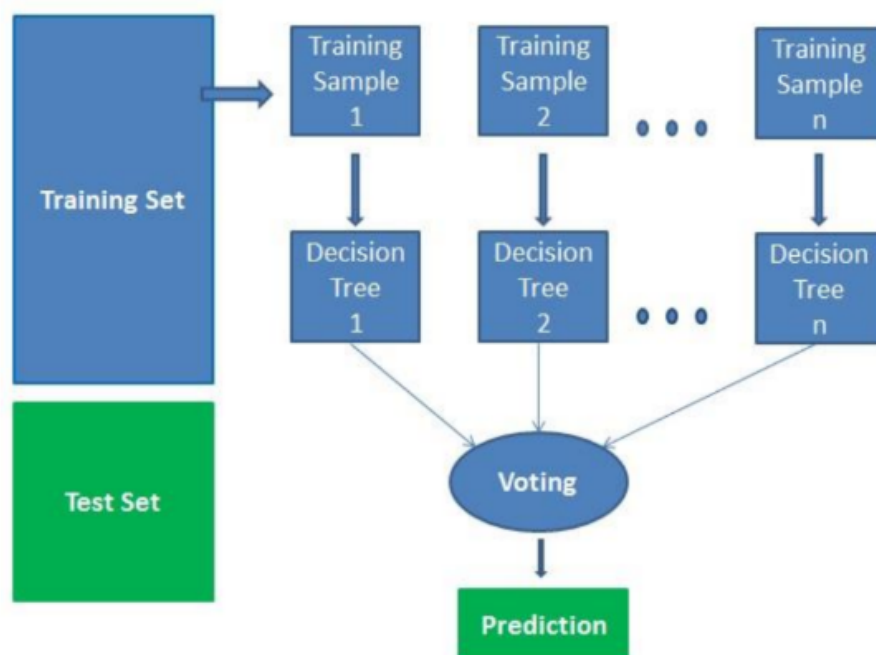 Training Set
Training
Sample
1
Training
Sample
2
Training
Sample
n
Decision
Tree
1
Decision
Tree
2
Decision
Tree
n
Test Set
Voting
Prediction